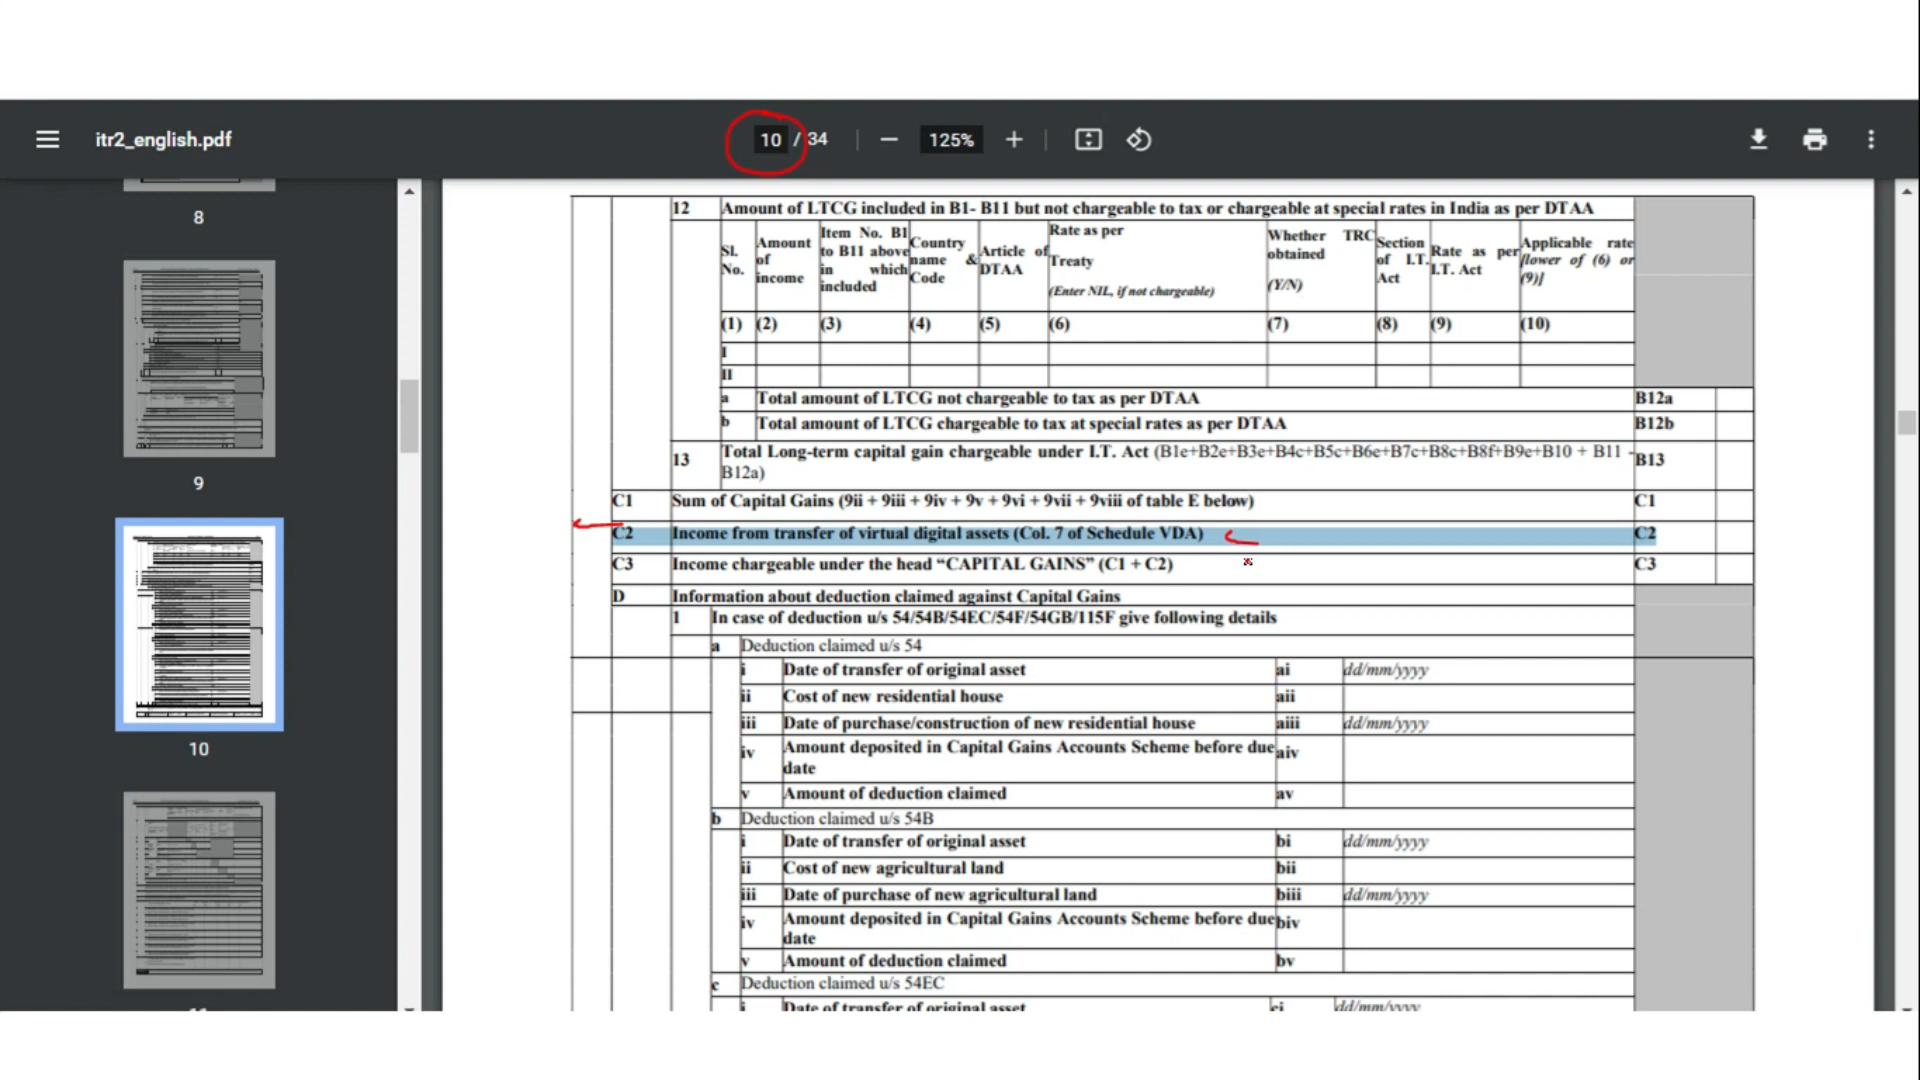 itr2_english.pdf
10 / 34
125%
8
9
10
12 Amount of LTCG included in B1- B11 but not chargeable to tax or chargeable at special rates in India as per DTAA
Sl. No.
Amount of income
Item No. B1 to B11 above in which included
Country name & Code
Article of DTAA
Rate as per Treaty (Enter NIL, if not chargeable)
Whether TRC obtained (Y/N)
Section of I.T. Act
Rate as per I.T. Act
Applicable rate [lower of (6) or (9)]
(1) (2) (3) (4) (5) (6) (7) (8) (9) (10)
I
II
a Total amount of LTCG not chargeable to tax as per DTAA B12a
b Total amount of LTCG chargeable to tax at special rates as per DTAA B12b
13 Total Long-term capital gain chargeable under I.T. Act (B1e+B2e+B3e+B4c+B5c+B6e+B7c+B8c+B8f+B9e+B10 + B11 - B13
B12a)
C1 Sum of Capital Gains (9ii + 9iii + 9iv + 9v + 9vi + 9vii + 9viii of table E below) C1
C2 Income from transfer of virtual digital assets (Col. 7 of Schedule VDA) C2
C3 Income chargeable under the head “CAPITAL GAINS” (C1 + C2) C3
D Information about deduction claimed against Capital Gains
1 In case of deduction u/s 54/54B/54EC/54F/54GB/115F give following details
a Deduction claimed u/s 54
i Date of transfer of original asset ai dd/mm/yyyy
ii Cost of new residential house aii
iii Date of purchase/construction of new residential house aiii dd/mm/yyyy
iv Amount deposited in Capital Gains Accounts Scheme before due aiv
date
v Amount of deduction claimed av
b Deduction claimed u/s 54B
i Date of transfer of original asset bi dd/mm/yyyy
ii Cost of new agricultural land bii
iii Date of purchase of new agricultural land biii dd/mm/yyyy
iv Amount deposited in Capital Gains Accounts Scheme before due biv
date
v Amount of deduction claimed bv
c Deduction claimed u/s 54EC
i Date of transfer of original asset ci dd/mm/yyyy